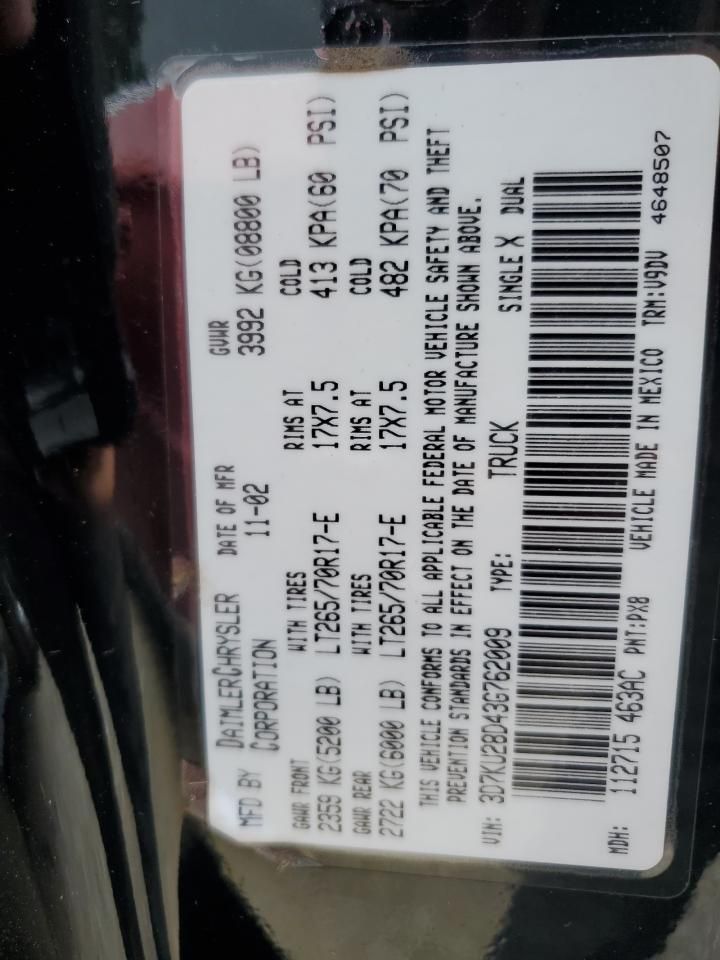 MFD BY DAIMLERCHRYSLER CORPORATION DATE OF MFR 11-02 GVWR 3992 KG(08800 LB)
GAWR FRONT WITH TIRES RIMS AT COLD
2359 KG(5200 LB) LT265/70R17-E 17X7.5 413 KPA(60 PSI)
GAWR REAR WITH TIRES RIMS AT COLD
2722 KG(6000 LB) LT265/70R17-E 17X7.5 482 KPA(70 PSI)
THIS VEHICLE CONFORMS TO ALL APPLICABLE FEDERAL MOTOR VEHICLE SAFETY AND THEFT
PREVENTION STANDARDS IN EFFECT ON THE DATE OF MANUFACTURE SHOWN ABOVE.
VIN: 3D7KU28D43G762009 TYPE: TRUCK SINGLE X DUAL
MDH: 112715 463AC PNT:PX8 VEHICLE MADE IN MEXICO TRM:V9DV 4648507